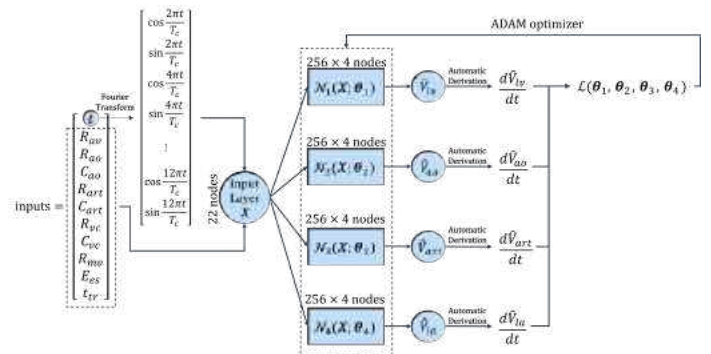 ADAM optimizer
cos 2πt/T_c
sin 2πt/T_c
cos 4πt/T_c
sin 4πt/T_c
⋮
cos 12πt/T_c
sin 12πt/T_c
Fourier
Transform
inputs =
t
R_av
R_ao
C_ao
R_art
C_art
R_vc
C_vc
R_mv
E_es
t_tr
22 nodes
Input
Layer
X
256 × 4 nodes
𝒩_1(X; θ_1)
V̂_lv
Automatic
Derivation
dV̂_lv/dt
256 × 4 nodes
𝒩_2(X; θ_2)
V̂_ao
Automatic
Derivation
dV̂_ao/dt
256 × 4 nodes
𝒩_3(X; θ_3)
V̂_art
Automatic
Derivation
dV̂_art/dt
256 × 4 nodes
𝒩_4(X; θ_4)
V̂_la
Automatic
Derivation
dV̂_la/dt
ℒ(θ_1, θ_2, θ_3, θ_4)